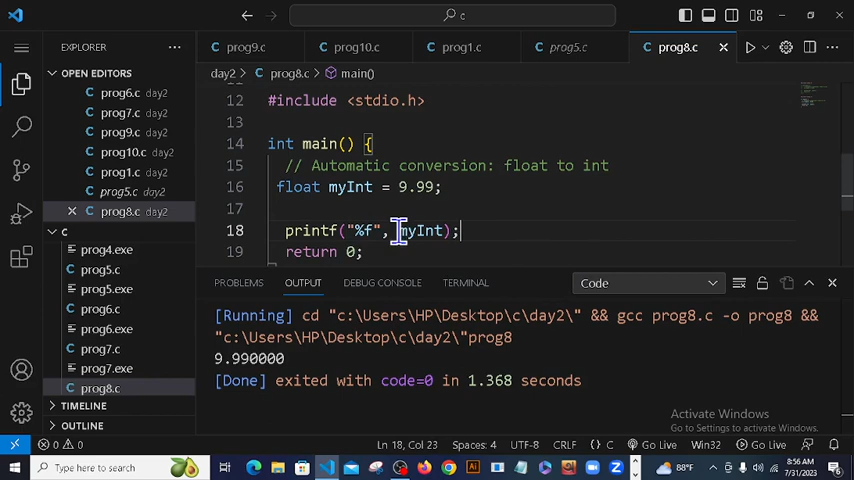 c
EXPLORER
prog9.c
prog10.c
prog1.c
prog5.c
prog8.c
OPEN EDITORS
day2 > prog8.c > main()
prog6.c day2
prog7.c day2
prog9.c day2
prog10.c day2
prog1.c day2
prog5.c day2
prog8.c day2
C
prog4.exe
prog5.c
prog5.exe
prog6.c
prog6.exe
prog7.c
prog7.exe
prog8.c
TIMELINE
OUTLINE
12 #include <stdio.h>
13
14 int main() {
15 // Automatic conversion: float to int
16 float myInt = 9.99;
17
18 printf("%f", myInt);
19 return 0;
PROBLEMS OUTPUT DEBUG CONSOLE Code
[Running] cd "c:\Users\HP\Desktop\c\day2\" && gcc prog8.c -o prog8 &&
"c:\Users\HP\Desktop\c\day2\"prog8
9.990000
[Done] exited with code=0 in 1.368 seconds
Activate Windows
Go to Settings to activate Windows.
0 0 Ln 18, Col 23 Spaces: 4 UTF-8 CRLF {} C Go Live Win32 Go Live
Type here to search
88°F
8:56 AM
7/31/2023